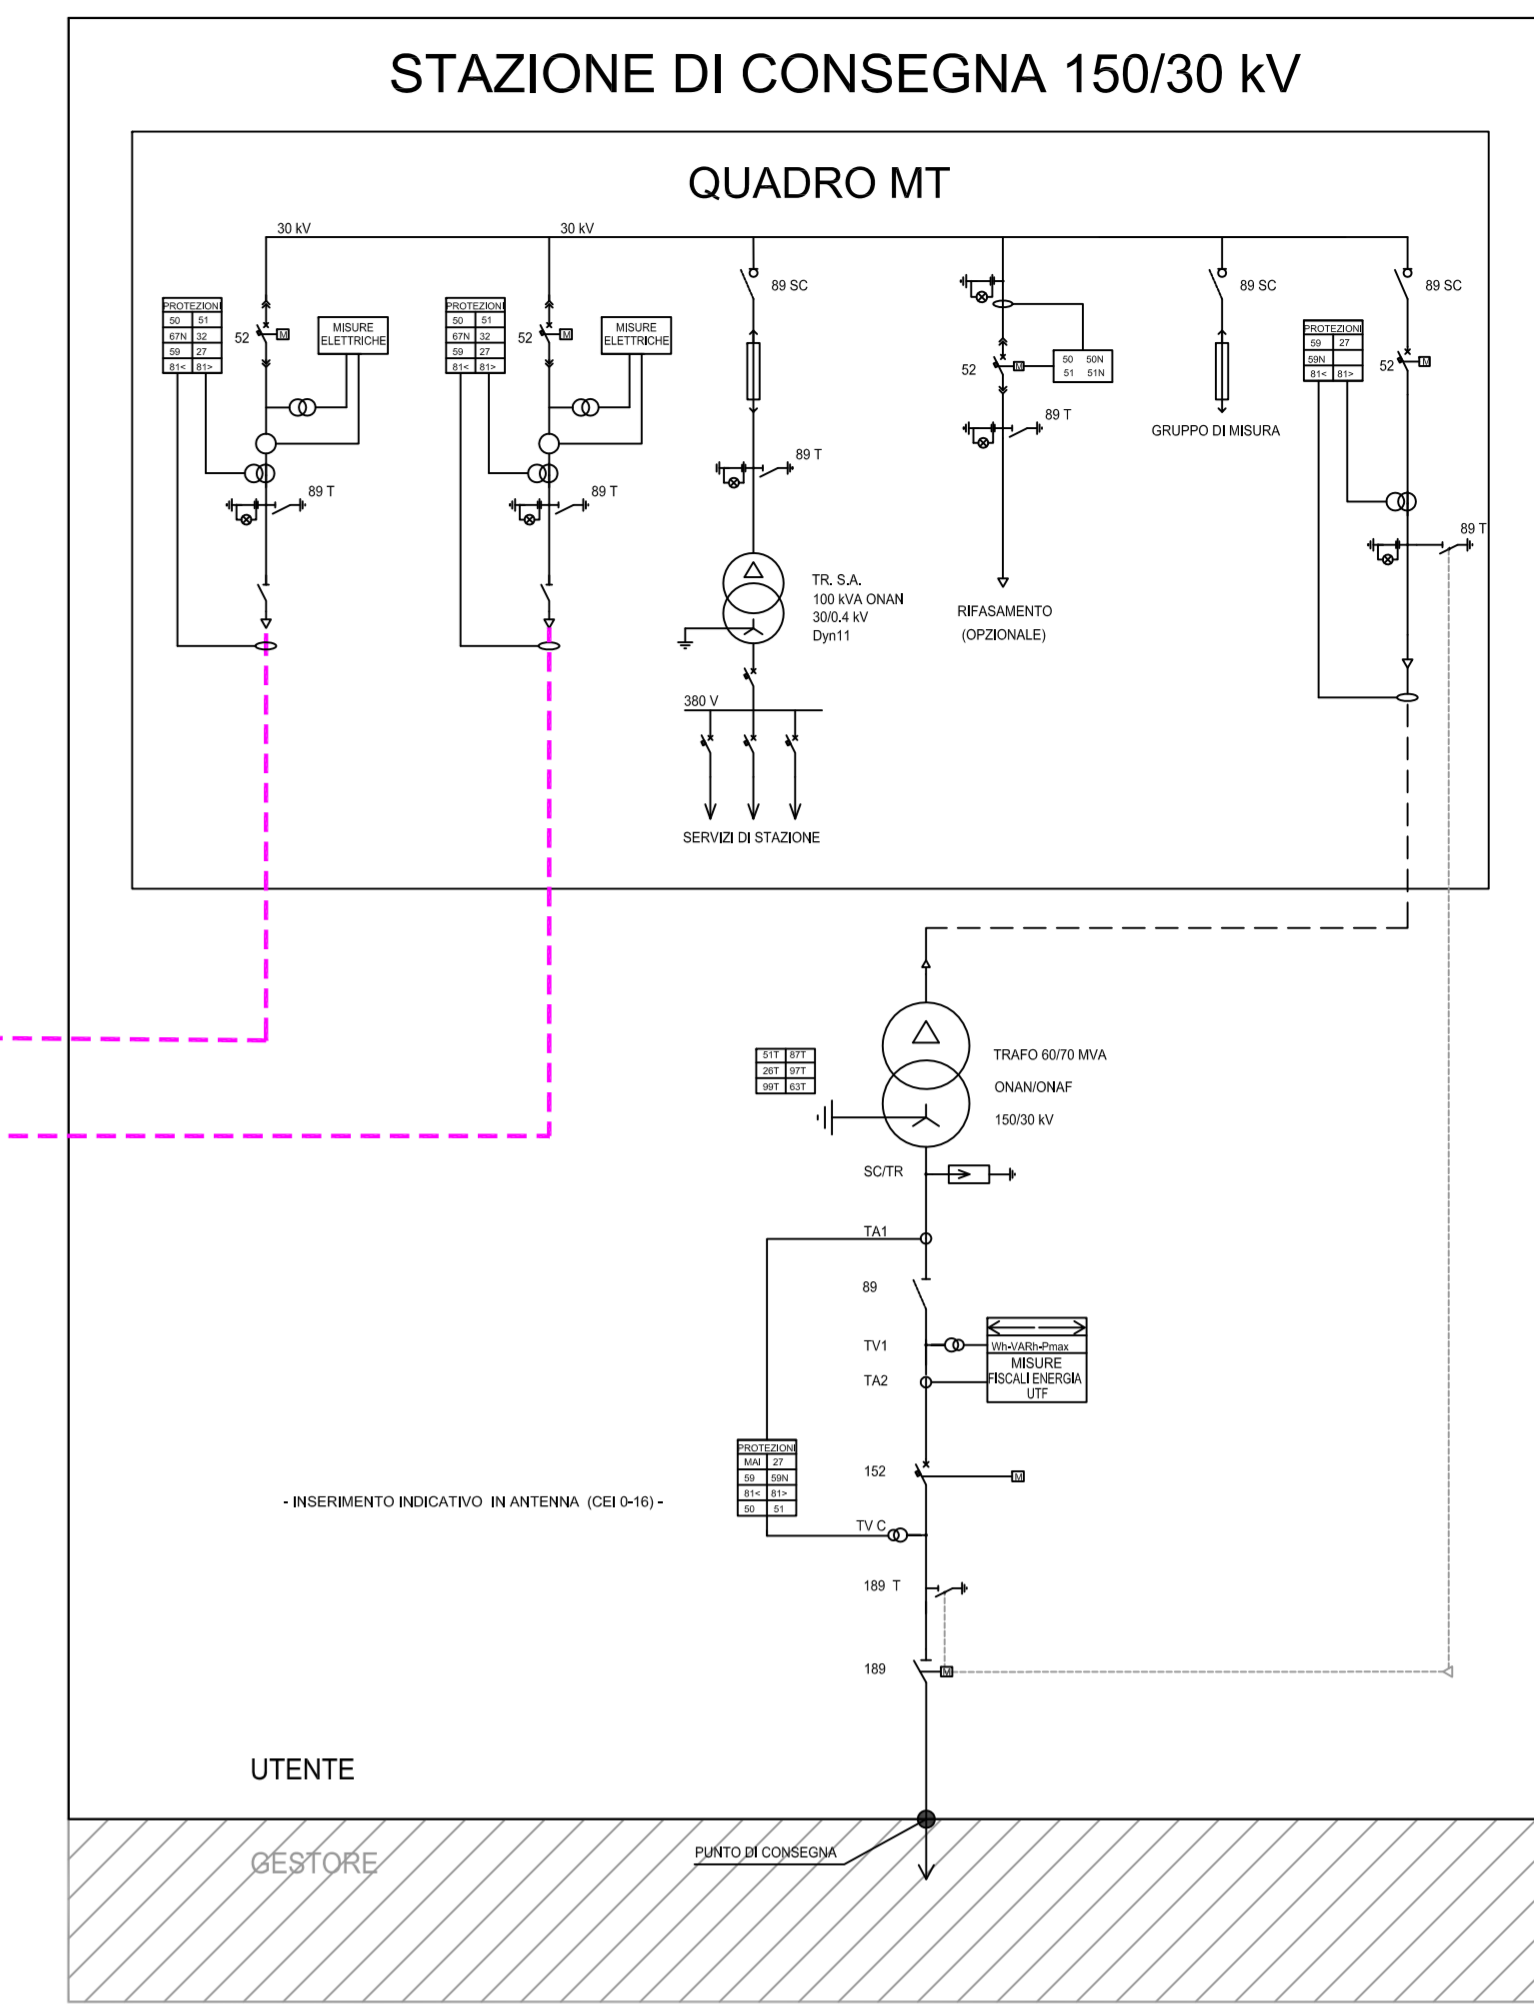 STAZIONE DI CONSEGNA 150/30 kV
QUADRO MT
30 kV
30 kV
PROTEZIONI
50 51
67N 32
59 27
81< 81>
52
M
MISURE
ELETTRICHE
89 T
PROTEZIONI
50 51
67N 32
59 27
81< 81>
52
M
MISURE
ELETTRICHE
89 T
89 SC
89 T
TR. S.A.
100 kVA ONAN
30/0.4 kV
Dyn11
380 V
SERVIZI DI STAZIONE
52
M
50 50N
51 51N
89 T
RIFASAMENTO
(OPZIONALE)
89 SC
GRUPPO DI MISURA
89 SC
PROTEZIONI
59 27
59N
81< 81>
52
M
89 T
51T 87T
26T 97T
99T 63T
TRAFO 60/70 MVA
ONAN/ONAF
150/30 kV
SC/TR
TA1
89
TV1
TA2
Wh-VARh-Pmax
MISURE
FISCALI ENERGIA
UTF
PROTEZIONI
MAI 27
59 59N
81< 81>
50 51
152
M
- INSERIMENTO INDICATIVO IN ANTENNA (CEI 0-16) -
TV C
189 T
189
M
UTENTE
GESTORE
PUNTO DI CONSEGNA